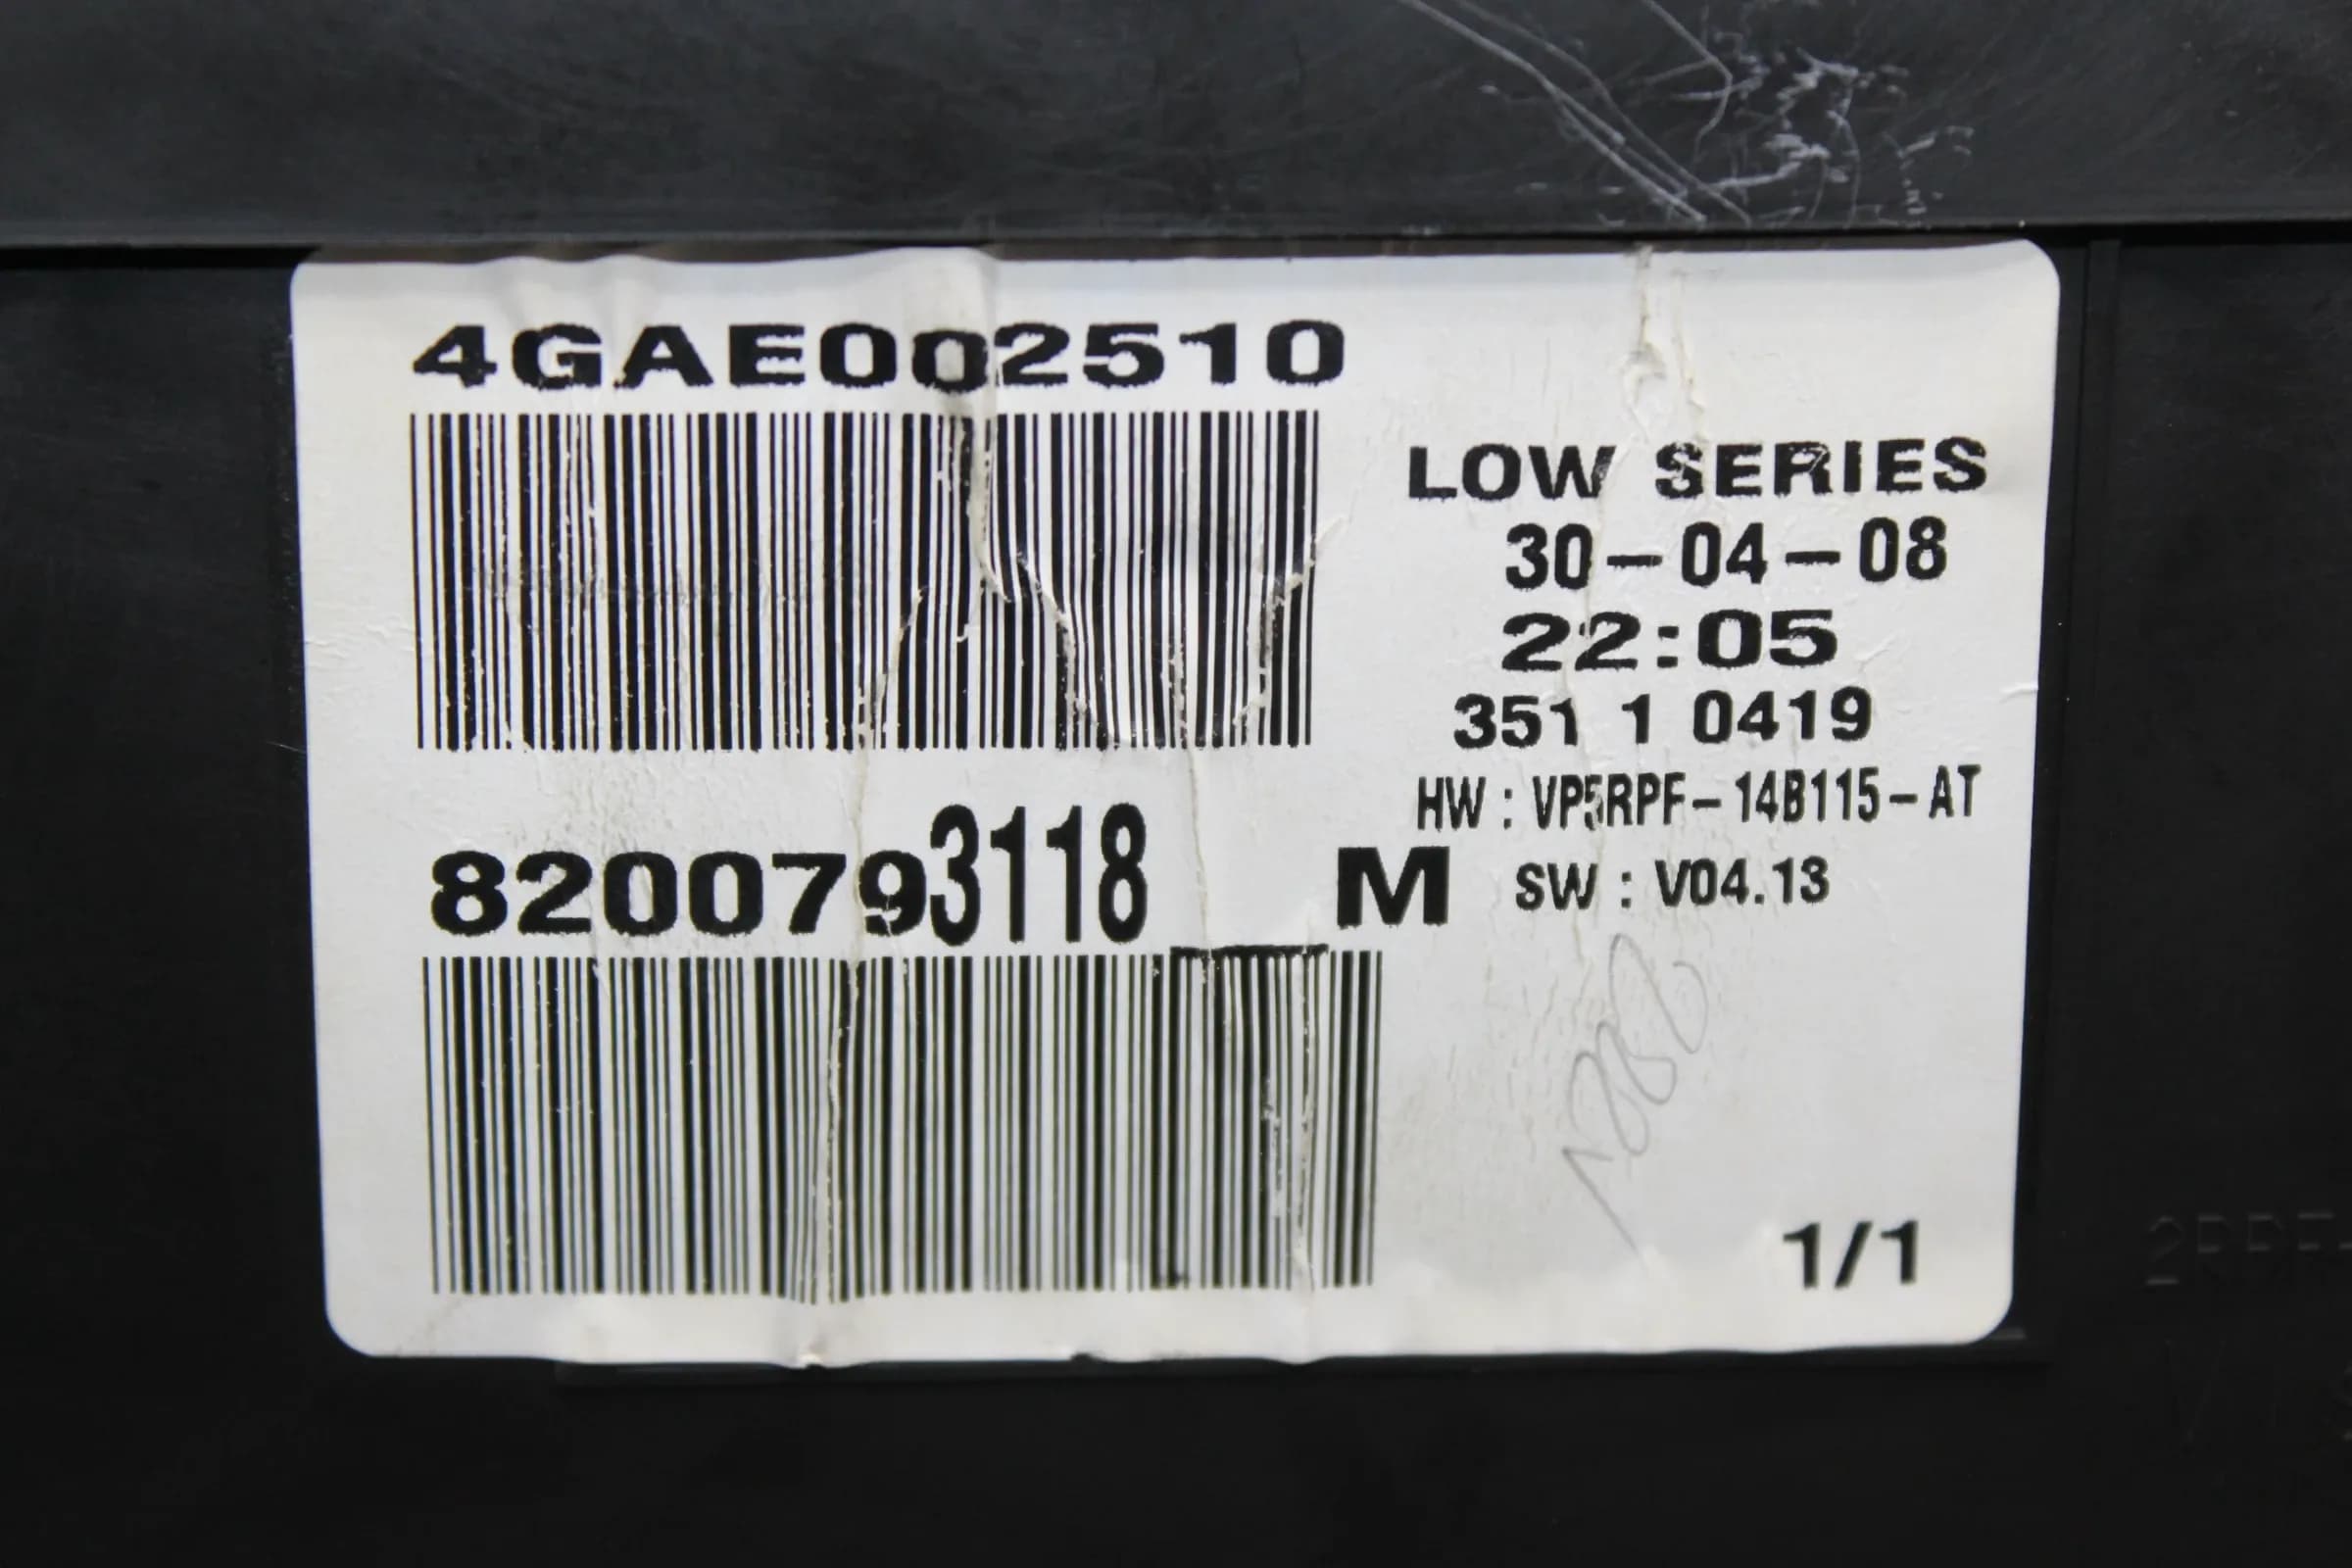 4GAE002510
LOW SERIES
30-04-08
22:05
351 1 0419
HW : VP5RPF-14B115-AT
8200793118 M
SW : V04.13
1/1